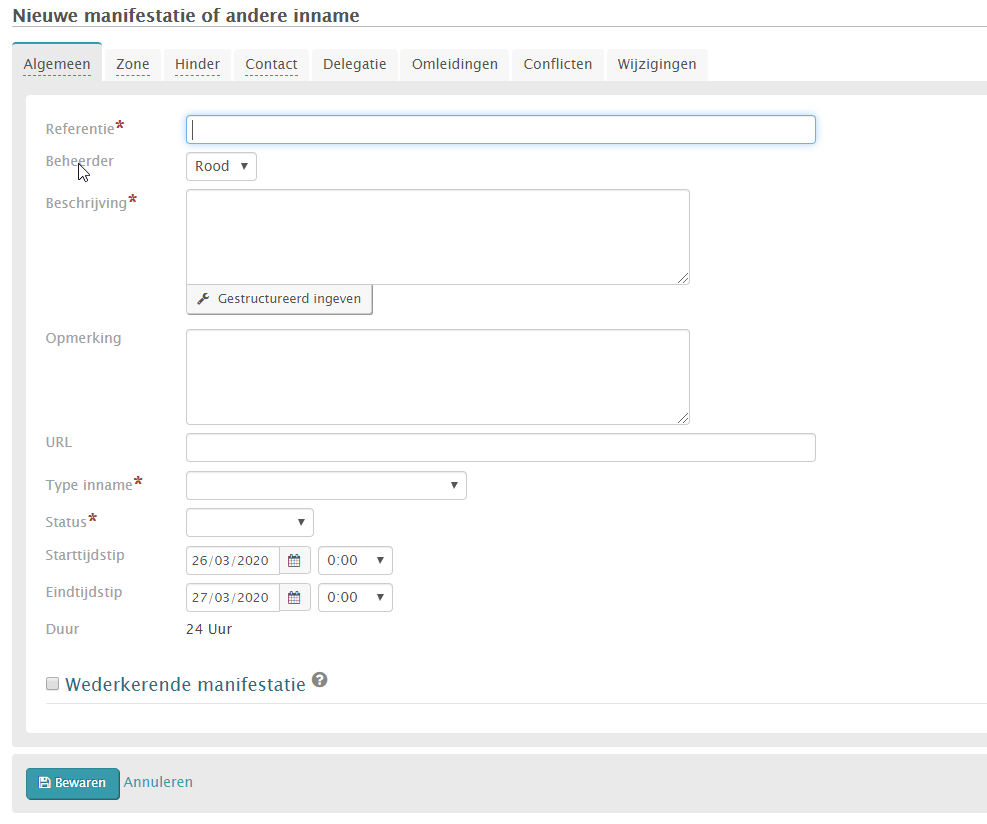 Nieuwe manifestatie of andere inname
Algemeen Zone Hinder Contact Delegatie Omleidingen Conflicten Wijzigingen
Referentie*
Beheerder Rood
Beschrijving*
Gestructureerd ingeven
Opmerking
URL
Type inname*
Status*
Starttijdstip 26/03/2020 0:00
Eindtijdstip 27/03/2020 0:00
Duur 24 Uur
Wederkerende manifestatie ?
Bewaren Annuleren